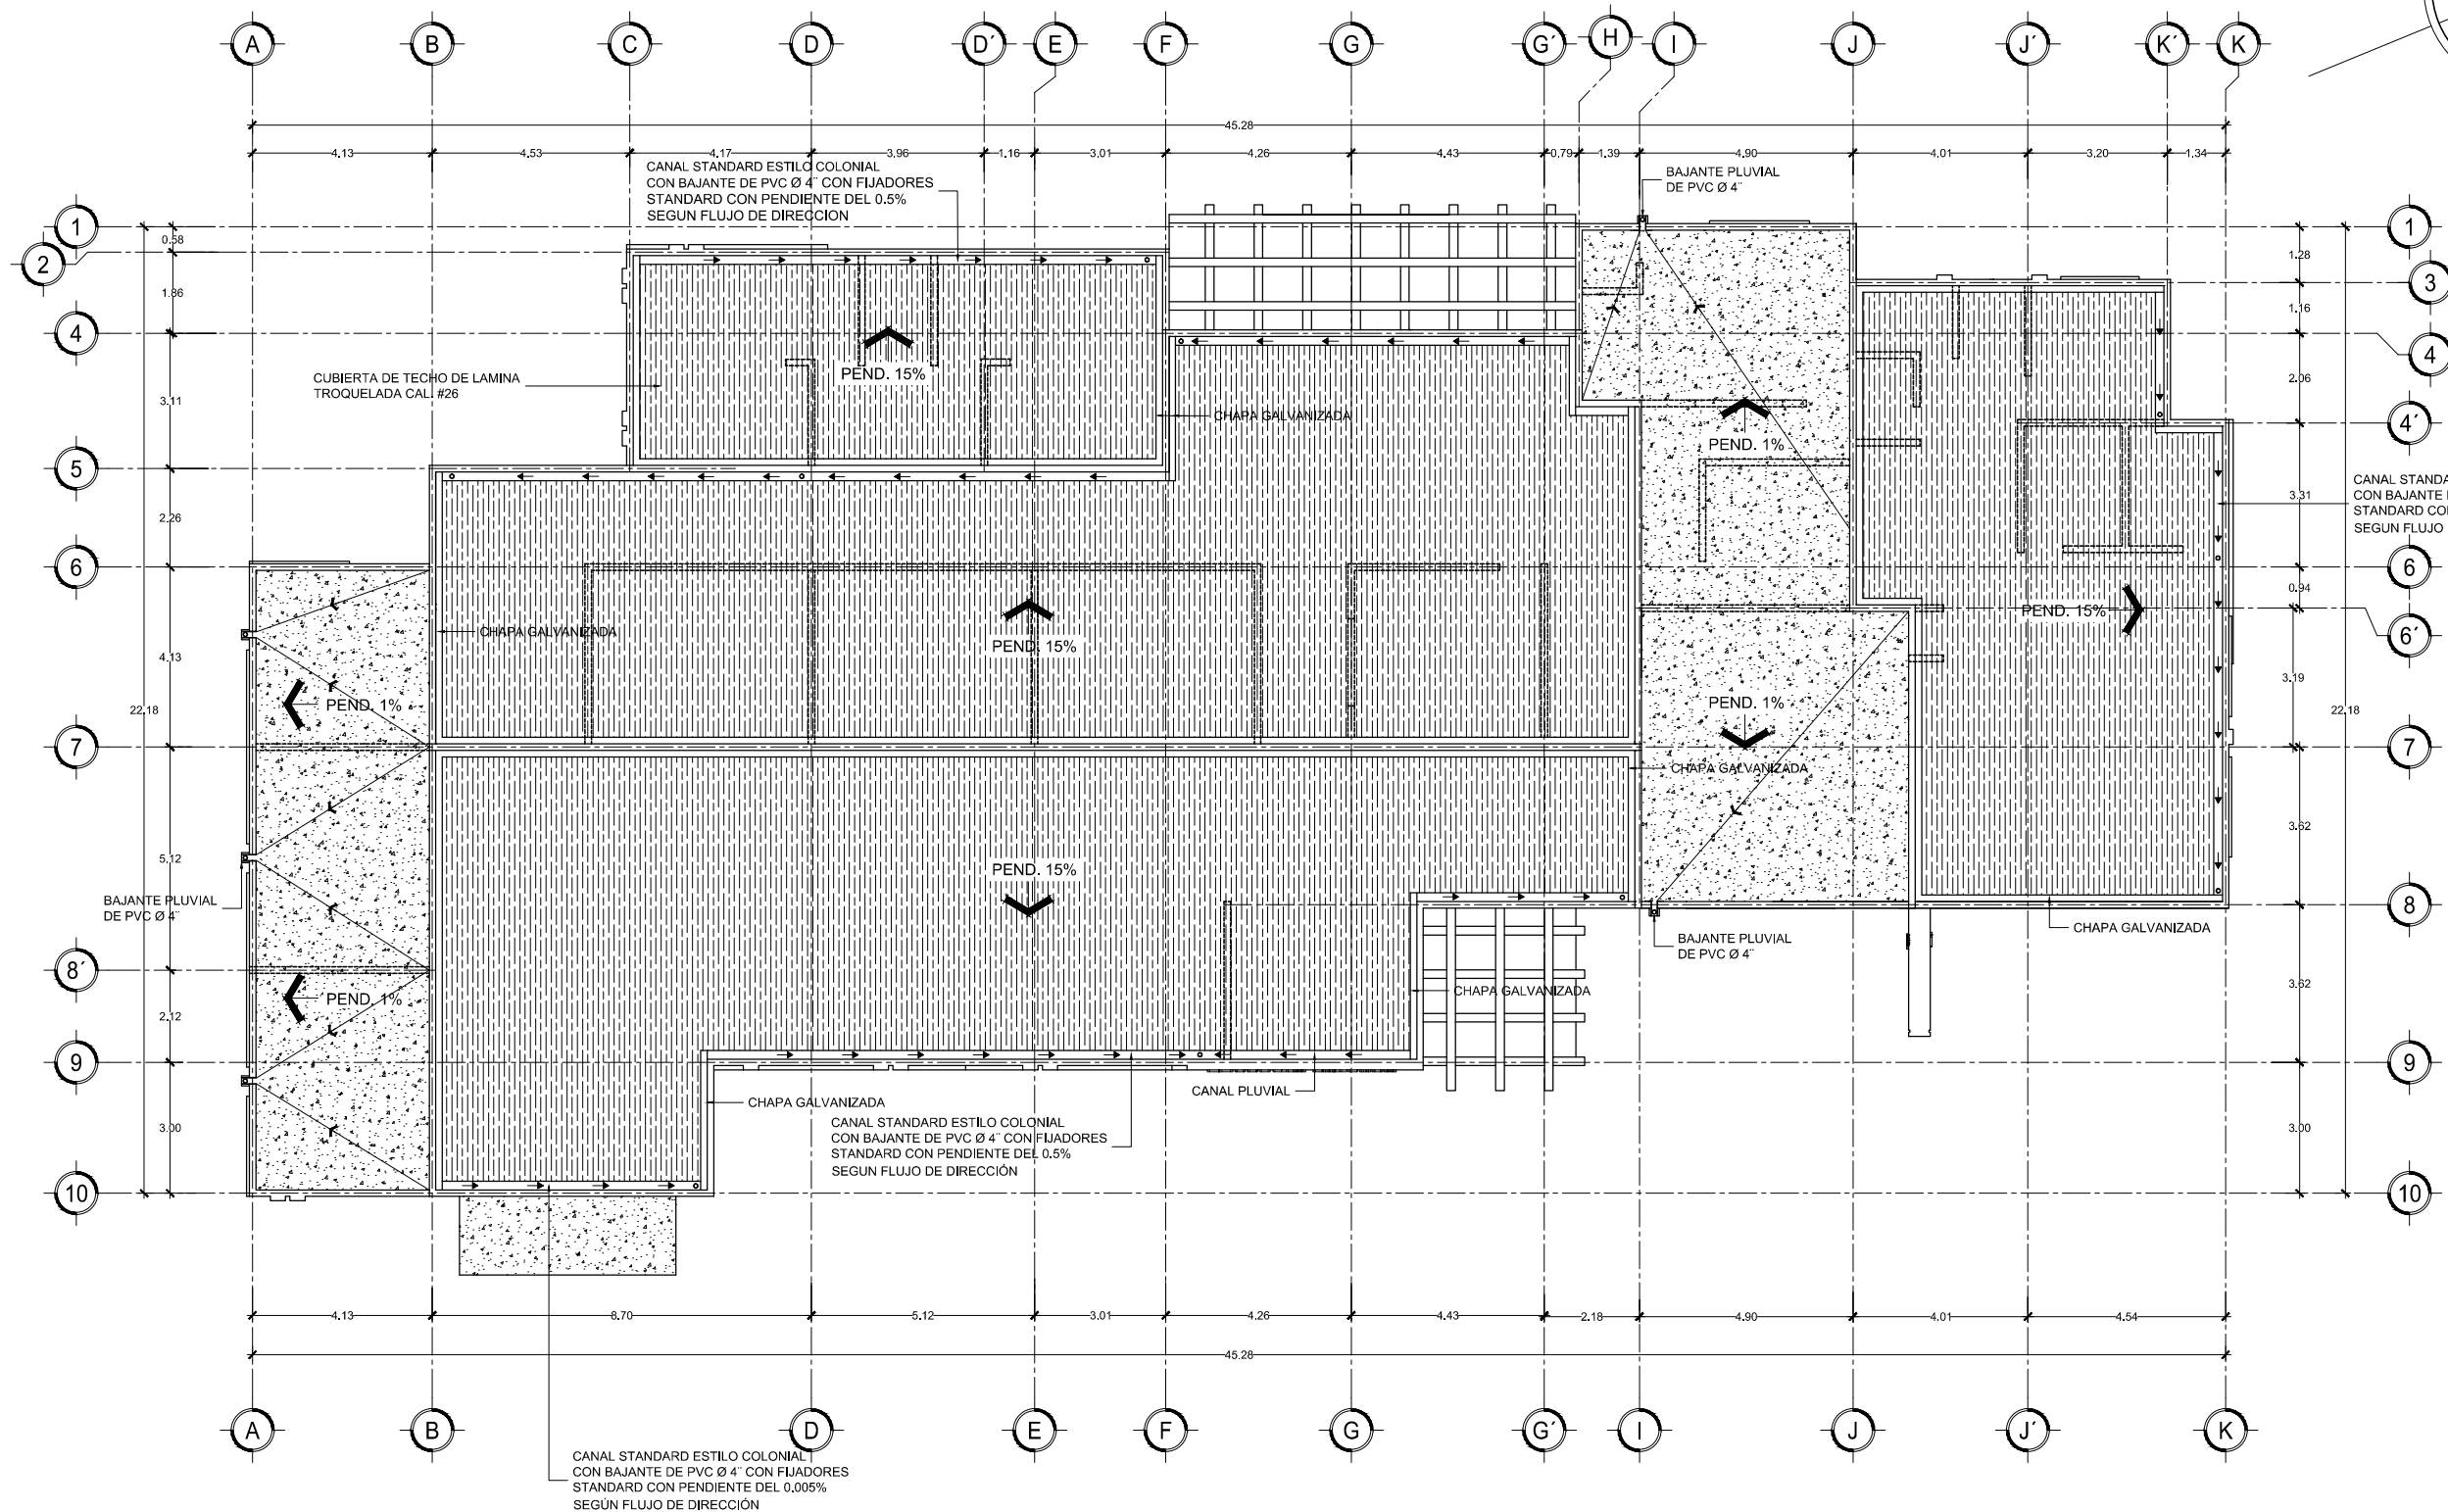 A B C D D´ E F G G´ H I J J´ K´ K
45.28
4.13 4.53 4.17 3.96 1.16 3.01 4.26 4.43 0.79 1.39 4.90 4.01 3.20 1.34
CANAL STANDARD ESTILO COLONIAL
CON BAJANTE DE PVC Ø 4¨ CON FIJADORES
STANDARD CON PENDIENTE DEL 0.5%
SEGUN FLUJO DE DIRECCION
BAJANTE PLUVIAL
DE PVC Ø 4¨
1
2
4
5
6
7
8´
9
10
0.58
1.86
3.11
2.26
4.13
5.12
2.12
3.00
22.18
CUBIERTA DE TECHO DE LAMINA
TROQUELADA CAL. #26
PEND. 15%
CHAPA GALVANIZADA
PEND. 1%
CHAPA GALVANIZADA
PEND. 15%
PEND. 15%
PEND. 1%
PEND. 1%
CHAPA GALVANIZADA
PEND. 15%
BAJANTE PLUVIAL
DE PVC Ø 4¨
PEND. 1%
CHAPA GALVANIZADA
BAJANTE PLUVIAL
DE PVC Ø 4¨
CHAPA GALVANIZADA
CANAL PLUVIAL
CHAPA GALVANIZADA
CANAL STANDARD ESTILO COLONIAL
CON BAJANTE DE PVC Ø 4¨ CON FIJADORES
STANDARD CON PENDIENTE DEL 0.5%
SEGUN FLUJO DE DIRECCIÓN
1
3
4
4´
6
6´
7
8
9
10
1.28
1.16
2.06
3.31
0.94
3.19
3.62
3.62
3.00
22.18
CANAL STANDA
CON BAJANTE
STANDARD CO
SEGUN FLUJO
4.13 8.70 5.12 3.01 4.26 4.43 2.18 4.90 4.01 4.54
45.28
A B D E F G G´ I J J´ K
CANAL STANDARD ESTILO COLONIAL
CON BAJANTE DE PVC Ø 4¨ CON FIJADORES
STANDARD CON PENDIENTE DEL 0.005%
SEGÚN FLUJO DE DIRECCIÓN